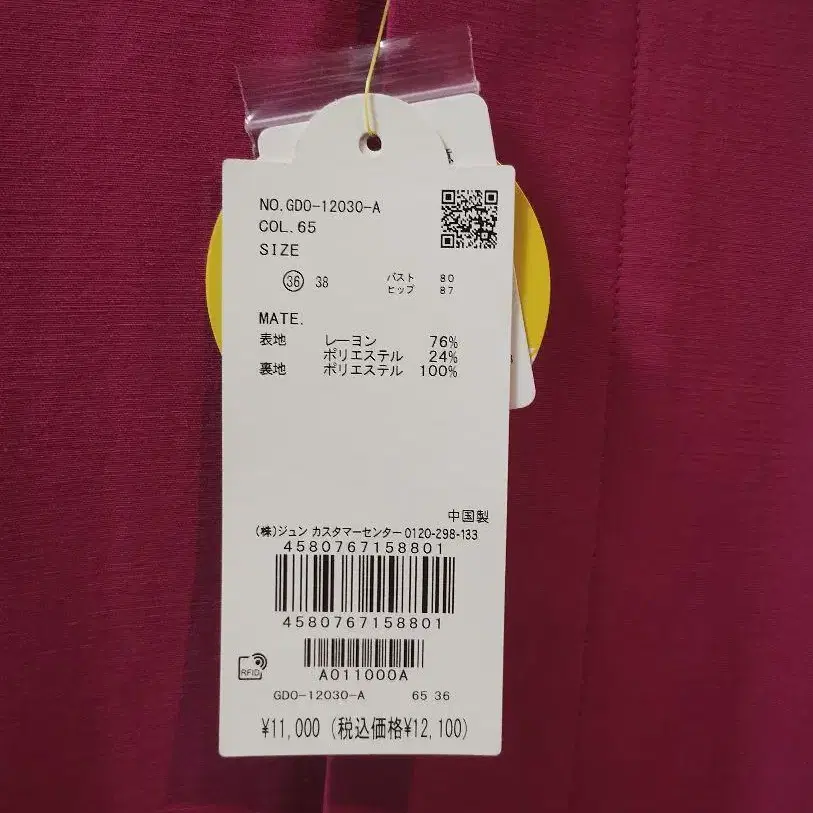 NO.GDO-12030-A
COL.65
SIZE
36 38 バスト 80
ヒップ 87
MATE.
表地 レーヨン 76%
ポリエステル 24%
裏地 ポリエステル 100%
中国製
(株)ジュン カスタマーセンター 0120-298-133
4580767158801
4580767158801
RFID
A011000A
GDO-12030-A 65 36
¥11,000 (税込価格¥12,100)